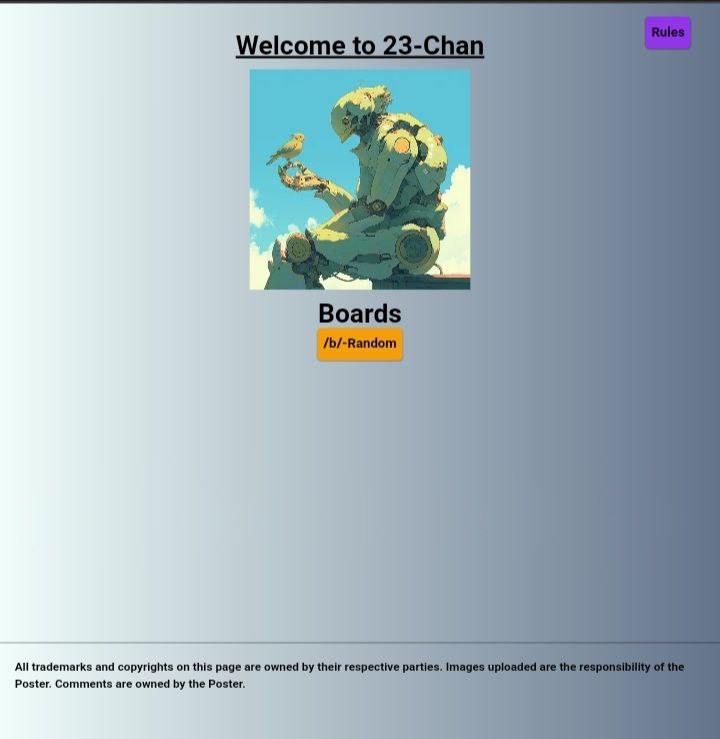 Rules
Welcome to 23-Chan
Boards
/b/-Random
All trademarks and copyrights on this page are owned by their respective parties. Images uploaded are the responsibility of the
Poster. Comments are owned by the Poster.